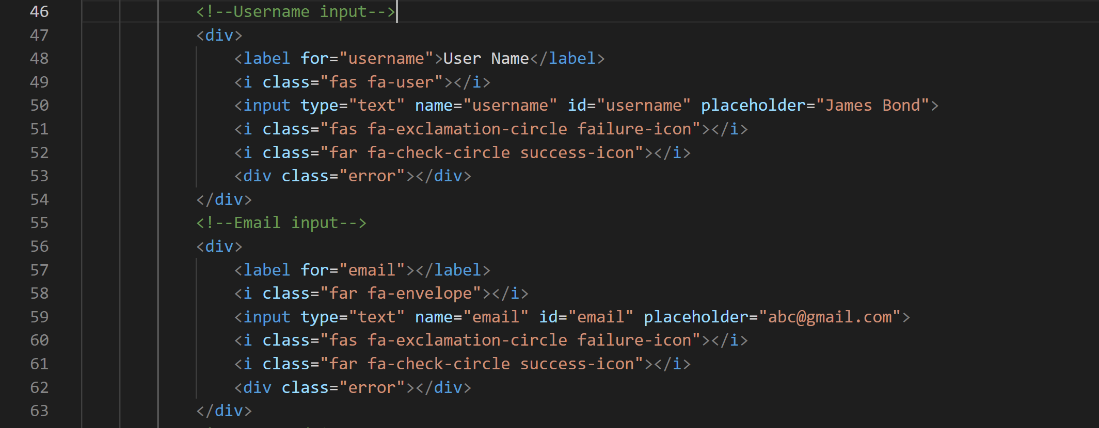 46 <!--Username input-->
47 <div>
48 <label for="username">User Name</label>
49 <i class="fas fa-user"></i>
50 <input type="text" name="username" id="username" placeholder="James Bond">
51 <i class="fas fa-exclamation-circle failure-icon"></i>
52 <i class="far fa-check-circle success-icon"></i>
53 <div class="error"></div>
54 </div>
55 <!--Email input-->
56 <div>
57 <label for="email"></label>
58 <i class="far fa-envelope"></i>
59 <input type="text" name="email" id="email" placeholder="abc@gmail.com">
60 <i class="fas fa-exclamation-circle failure-icon"></i>
61 <i class="far fa-check-circle success-icon"></i>
62 <div class="error"></div>
63 </div>